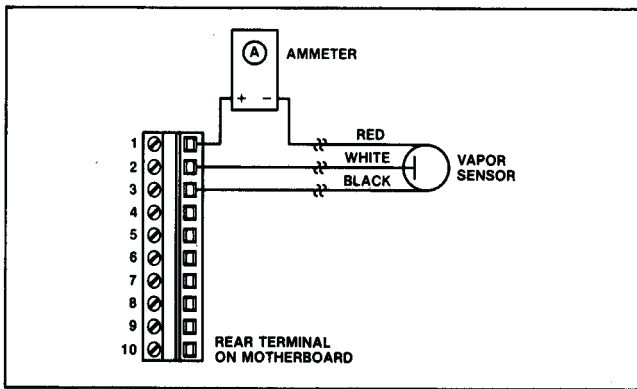 A
AMMETER
+ -
RED
WHITE
BLACK
VAPOR
SENSOR
1
2
3
4
5
6
7
8
9
10
REAR TERMINAL
ON MOTHERBOARD